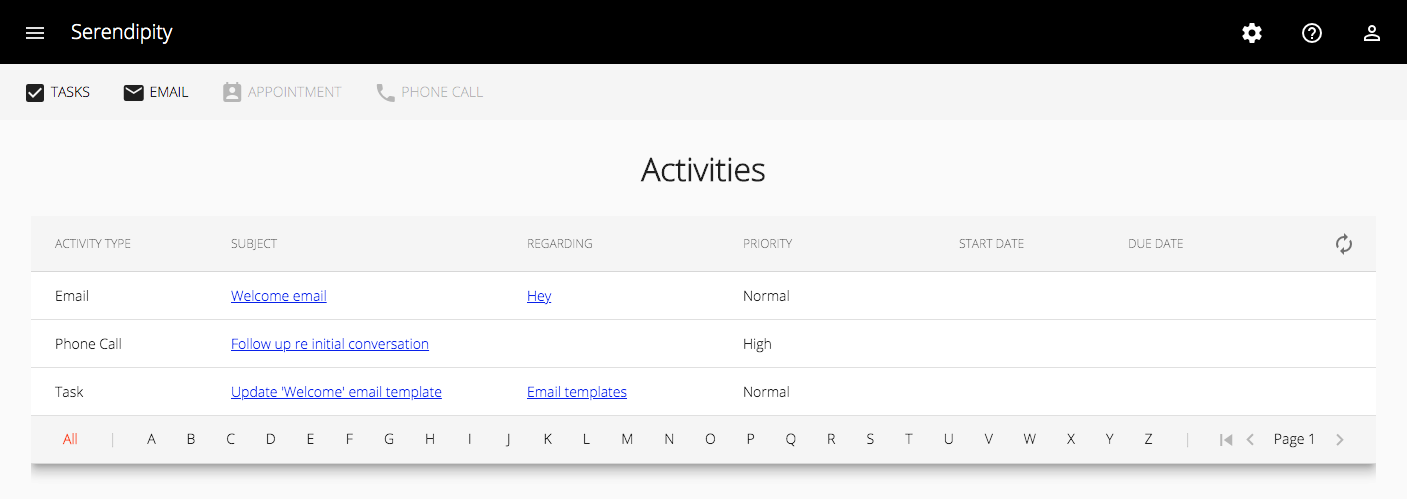 Serendipity
TASKS EMAIL APPOINTMENT PHONE CALL
Activities
ACTIVITY TYPE SUBJECT REGARDING PRIORITY START DATE DUE DATE
Email Welcome email Hey Normal
Phone Call Follow up re initial conversation High
Task Update 'Welcome' email template Email templates Normal
All | A B C D E F G H I J K L M N O P Q R S T U V W X Y Z | Page 1